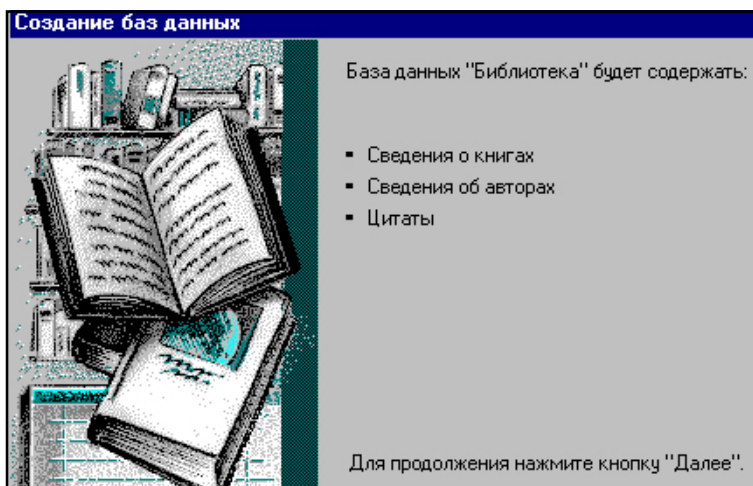 Создание баз данных
База данных "Библиотека" будет содержать:
Сведения о книгах
Сведения об авторах
Цитаты
Для продолжения нажмите кнопку "Далее".